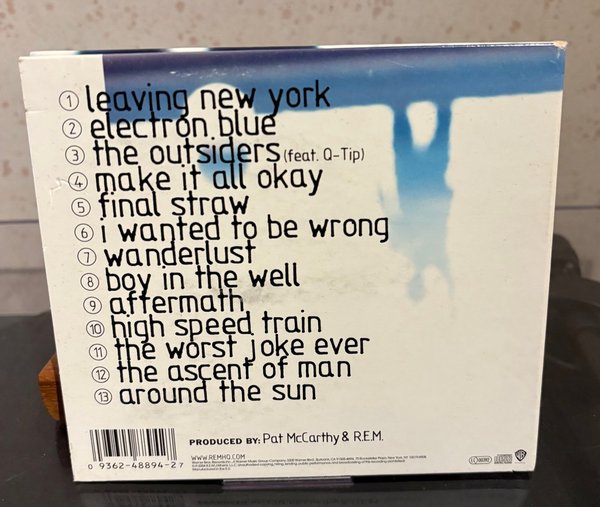 1 leaving new york
2 electron blue
3 the outsiders (feat. Q-Tip)
4 make it all okay
5 final straw
6 i wanted to be wrong
7 wanderlust
8 boy in the well
9 aftermath
10 high speed train
11 the worst joke ever
12 the ascent of man
13 around the sun
PRODUCED BY: Pat McCarthy & R.E.M.
WWW.REMHQ.COM
0 9362-48894-2 7